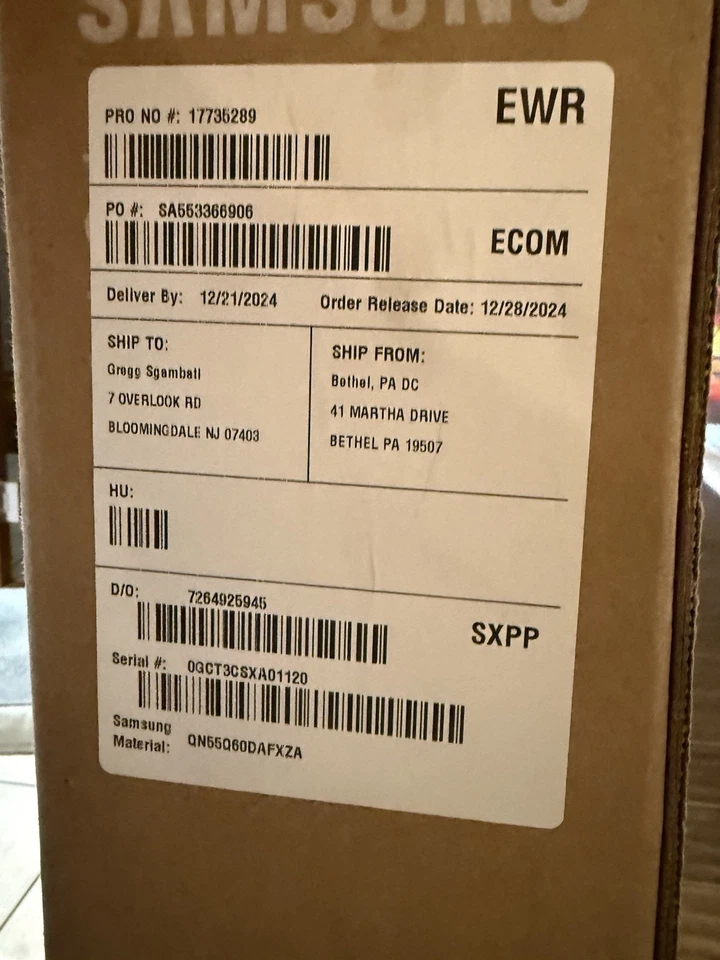 SAMSUNG
EWR
PRO NO #: 17735289
PO #: SA553366906
ECOM
Deliver By: 12/21/2024 Order Release Date: 12/28/2024
SHIP TO:
Gregg Sgambati
7 OVERLOOK RD
BLOOMINGDALE NJ 07403
SHIP FROM:
Bethel, PA DC
41 MARTHA DRIVE
BETHEL PA 19507
HU:
D/O: 7264925945
SXPP
Serial #: 0GCT3CSXA01120
Samsung
Material: QN55Q60DAFXZA